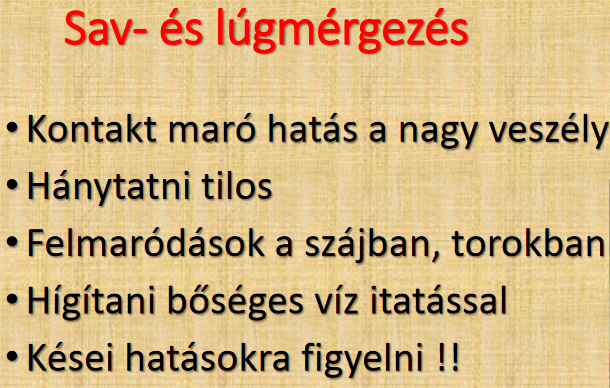 Sav- és lúgmérgezés
• Kontakt maró hatás a nagy veszély
• Hánytatni tilos
• Felmaródások a szájban, torokban
• Hígítani bőséges víz itatással
• Kései hatásokra figyelni !!